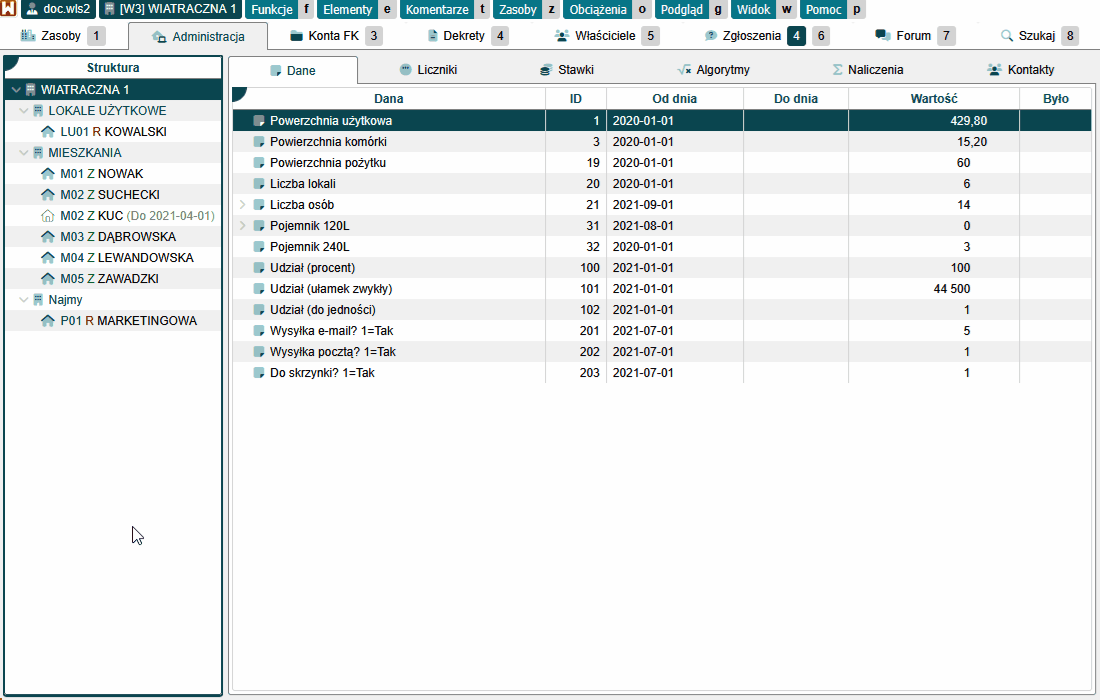 W doc.wls2 [W3] WIATRACZNA 1 Funkcje f Elementy e Komentarze t Zasoby z Obciążenia o Podgląd g Widok w Pomoc p
Zasoby 1 Administracja Konta FK 3 Dekrety 4 Właściciele 5 Zgłoszenia 4 6 Forum 7 Szukaj 8
Struktura
WIATRACZNA 1
LOKALE UŻYTKOWE
LU01 R KOWALSKI
MIESZKANIA
M01 Z NOWAK
M02 Z SUCHECKI
M02 Z KUC (Do 2021-04-01)
M03 Z DĄBROWSKA
M04 Z LEWANDOWSKA
M05 Z ZAWADZKI
Najmy
P01 R MARKETINGOWA
Dane Liczniki Stawki Algorytmy Naliczenia Kontakty
Dana ID Od dnia Do dnia Wartość Było
Powerzchnia użytkowa 1 2020-01-01 429,80
Powierzchnia komórki 3 2020-01-01 15,20
Powierzchnia pożytku 19 2020-01-01 60
Liczba lokali 20 2020-01-01 6
Liczba osób 21 2021-09-01 14
Pojemnik 120L 31 2021-08-01 0
Pojemnik 240L 32 2020-01-01 3
Udział (procent) 100 2021-01-01 100
Udział (ułamek zwykły) 101 2021-01-01 44 500
Udział (do jedności) 102 2021-01-01 1
Wysyłka e-mail? 1=Tak 201 2021-07-01 5
Wysyłka pocztą? 1=Tak 202 2021-07-01 1
Do skrzynki? 1=Tak 203 2021-07-01 1